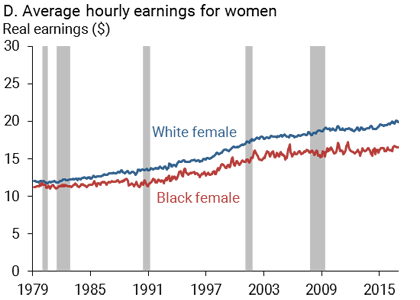 D. Average hourly earnings for women
Real earnings ($)
30
25
20
15
10
5
0
White female
Black female
1979 1985 1991 1997 2003 2009 2015